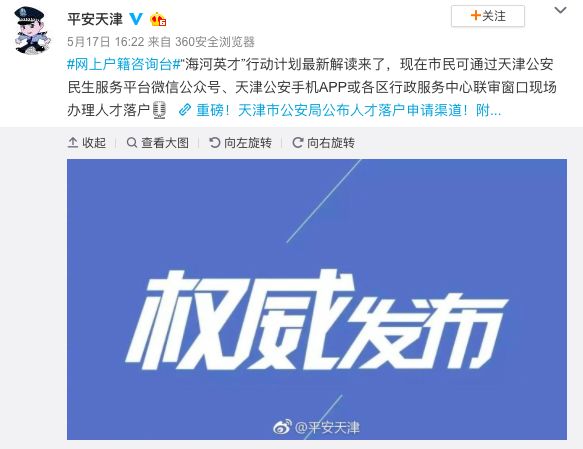 平安天津
+关注
5月17日 16:22 来自 360安全浏览器
#网上户籍咨询台#“海河英才”行动计划最新解读来了，现在市民可通过天津公安
民生服务平台微信公众号、天津公安手机APP或各区行政服务中心联审窗口现场
办理人才落户 重磅！天津市公安局公布人才落户申请渠道！附...
收起 查看大图 向左旋转 向右旋转
权威发布
@平安天津